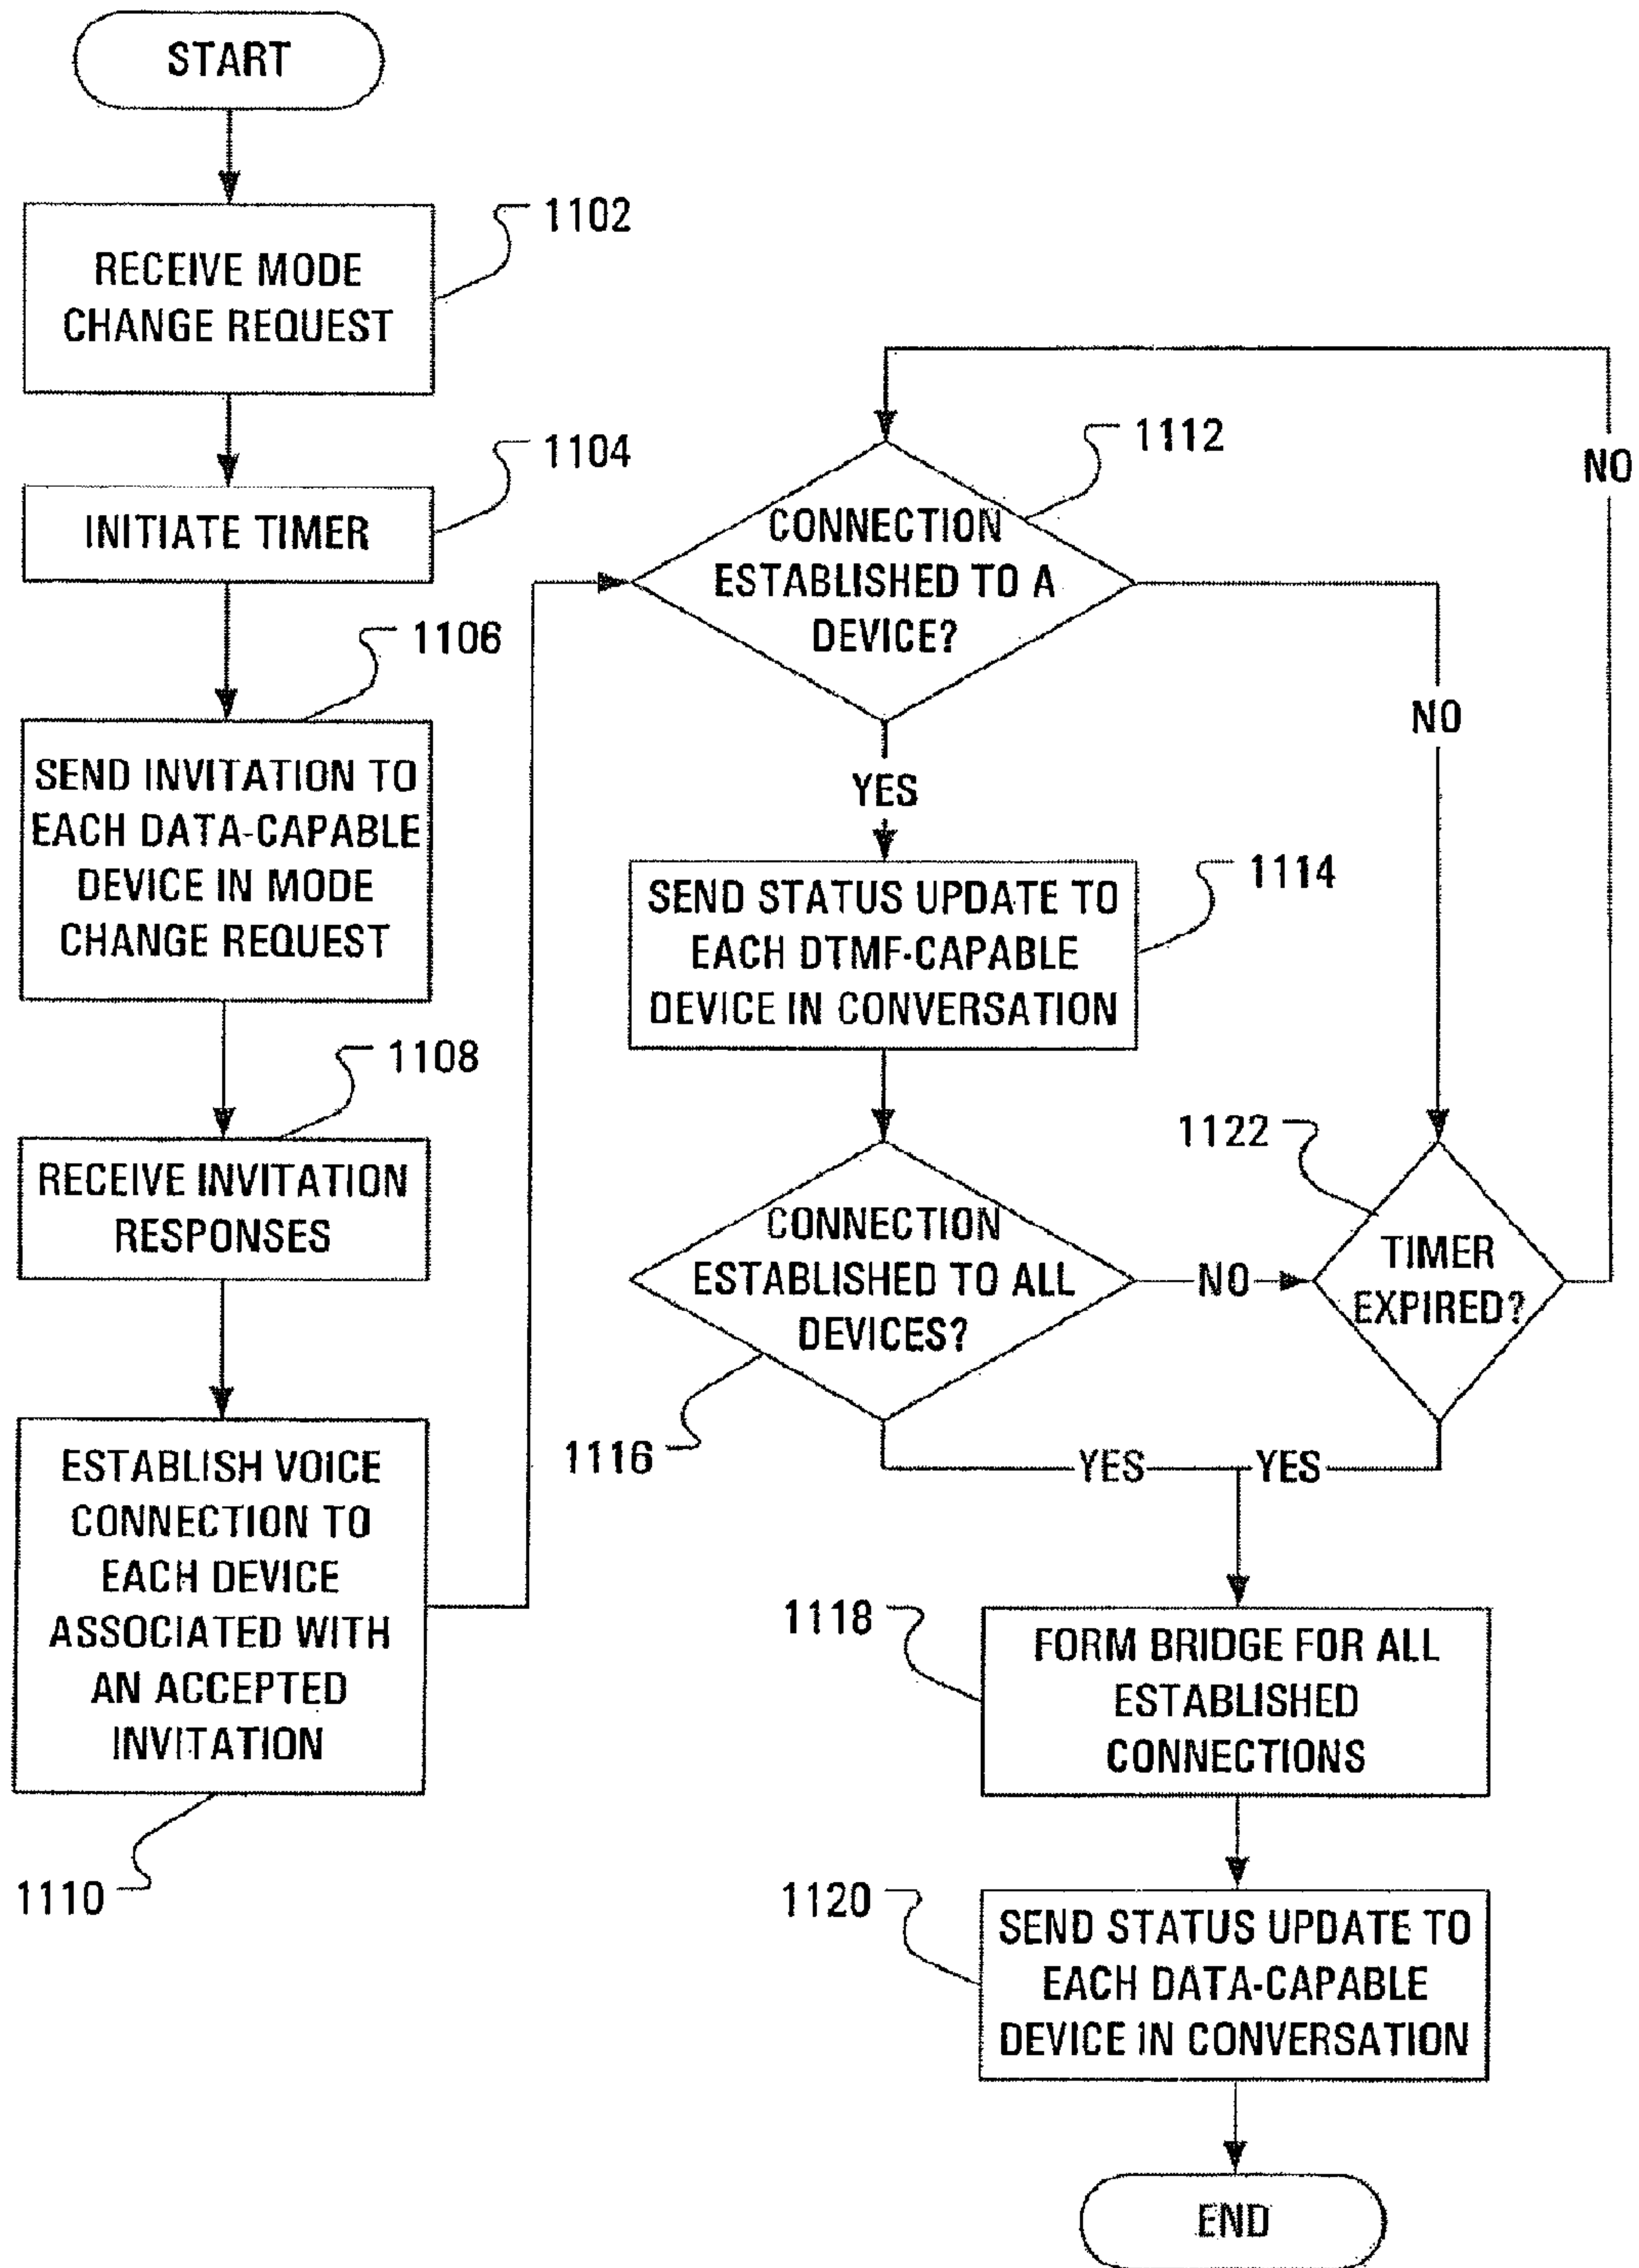 START
1102
RECEIVE MODE
CHANGE REQUEST
1104
INITIATE TIMER
1106
SEND INVITATION TO
EACH DATA-CAPABLE
DEVICE IN MODE
CHANGE REQUEST
1108
RECEIVE INVITATION
RESPONSES
ESTABLISH VOICE
CONNECTION TO
EACH DEVICE
ASSOCIATED WITH
AN ACCEPTED
INVITATION
1110
1112
CONNECTION
ESTABLISHED TO A
DEVICE?
NO
NO
YES
1114
SEND STATUS UPDATE TO
EACH DTMF-CAPABLE
DEVICE IN CONVERSATION
1122
CONNECTION
ESTABLISHED TO ALL
DEVICES?
NO
TIMER
EXPIRED?
1116
YES
YES
1118
FORM BRIDGE FOR ALL
ESTABLISHED
CONNECTIONS
1120
SEND STATUS UPDATE TO
EACH DATA-CAPABLE
DEVICE IN CONVERSATION
END